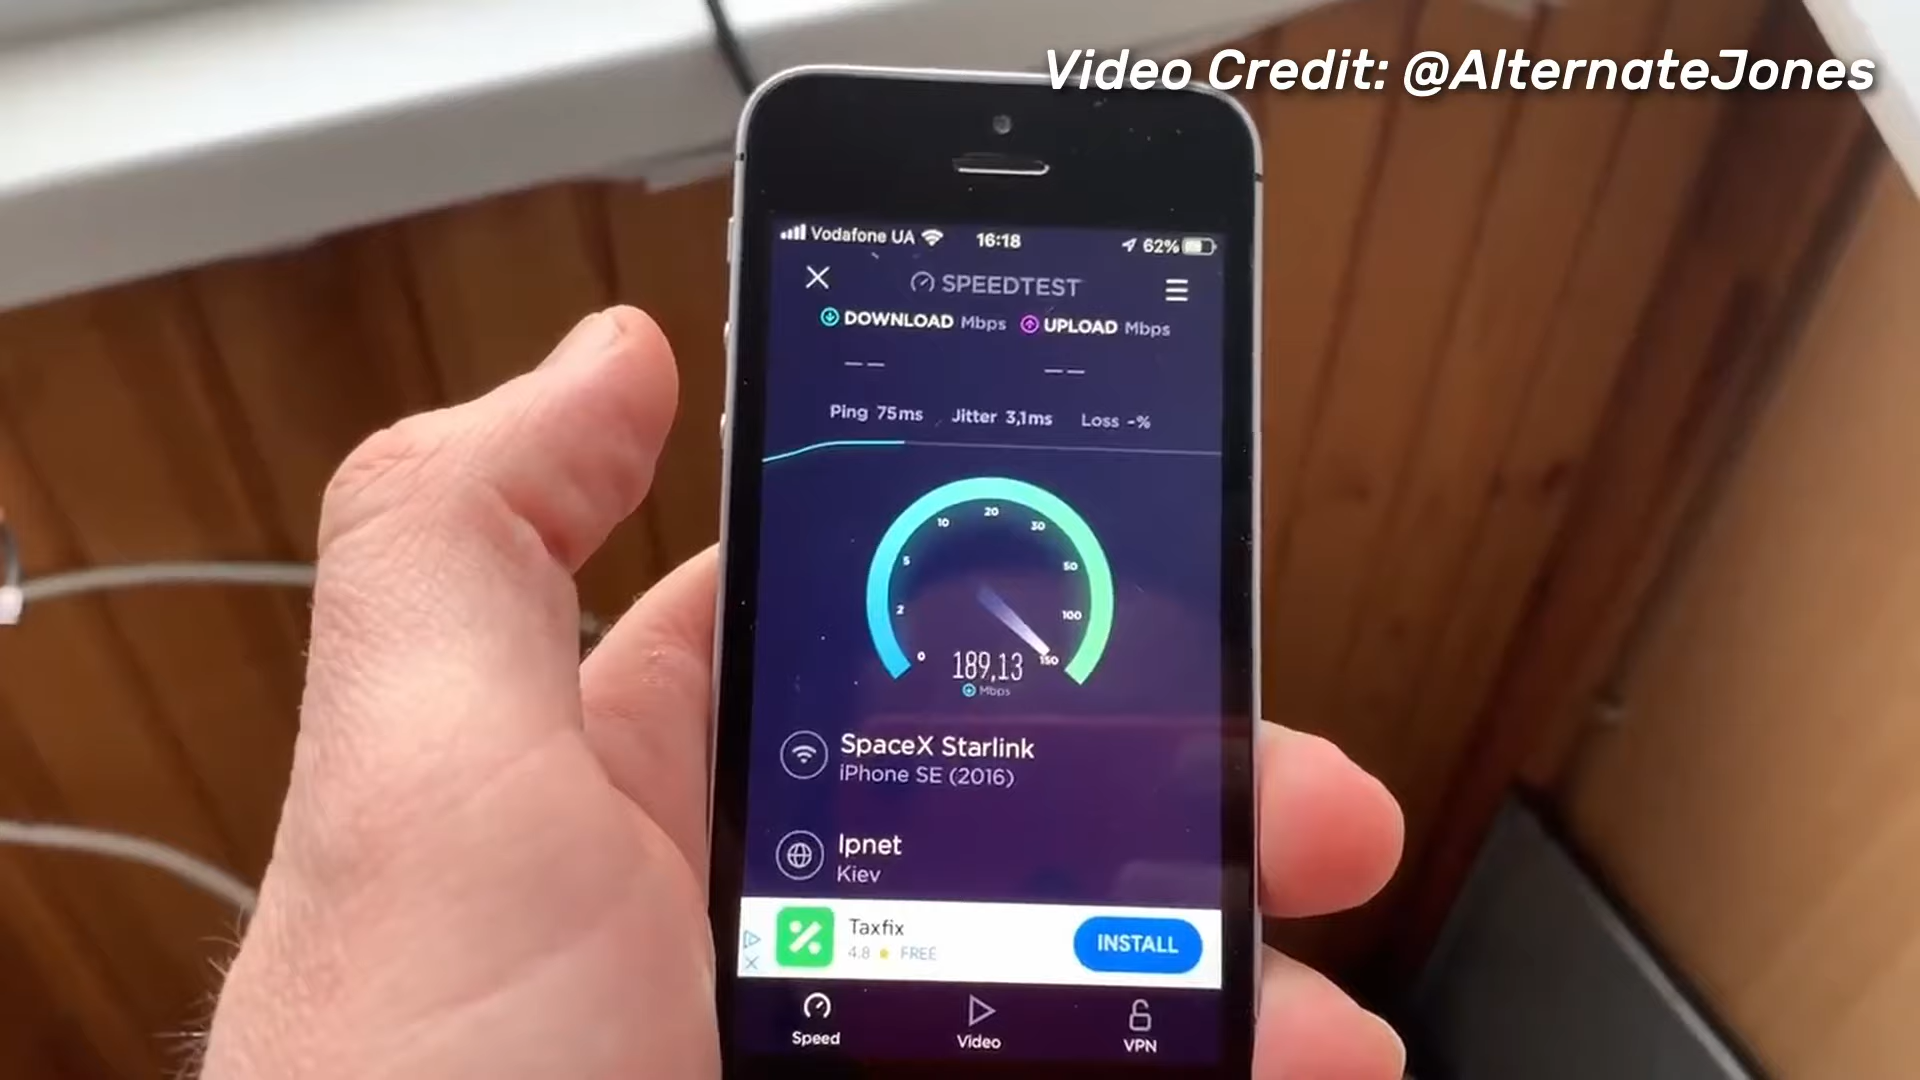 Video Credit: @AlternateJones
Vodafone UA 16:18 62%
SPEEDTEST
DOWNLOAD Mbps UPLOAD Mbps
— — — —
Ping 75ms Jitter 3,1ms Loss -%
0 2 5 10 20 30 50 100 150
189,13
Mbps
SpaceX Starlink
iPhone SE (2016)
Ipnet
Kiev
Taxfix
4.8 ★ FREE
INSTALL
Speed Video VPN